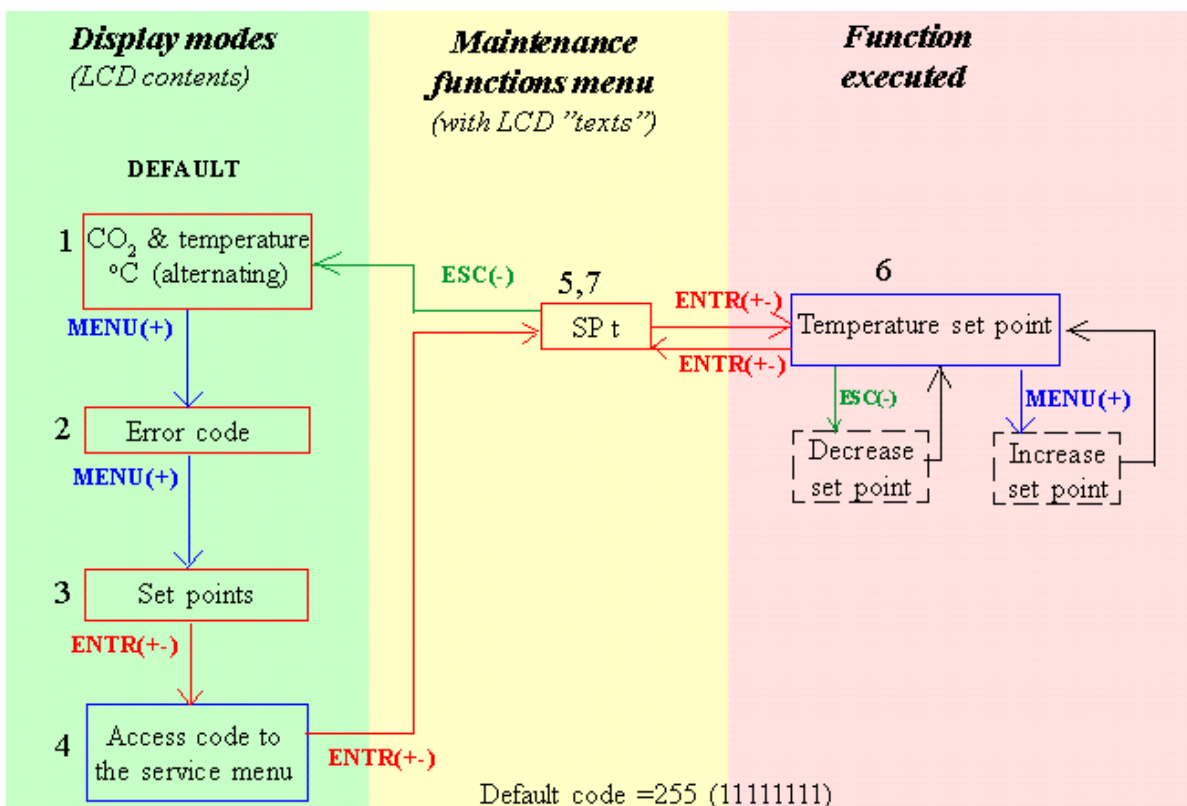 Display modes
(LCD contents)
Maintenance
functions menu
(with LCD "texts")
Function
executed
DEFAULT
1
CO2 & temperature
ºC (alternating)
MENU(+)
2
Error code
MENU(+)
3
Set points
ENTR(+-)
4
Access code to
the service menu
ENTR(+-)
ESC(-)
5,7
SP t
ENTR(+-)
ENTR(+-)
6
Temperature set point
ESC(-)
MENU(+)
Decrease
set point
Increase
set point
Default code =255 (11111111)